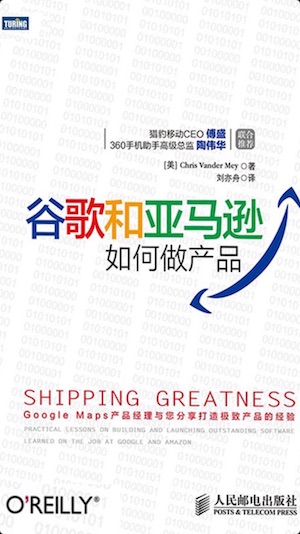 TURING
猎豹移动CEO 傅盛
360手机助手高级总监 陶伟华
联合
推荐
[美] Chris Vander Mey 著
刘亦舟 译
谷歌和亚马逊
如何做产品
SHIPPING GREATNESS
Google Maps产品经理与您分享打造极致产品的经验
PRACTICAL LESSONS ON BUILDING AND LAUNCHING OUTSTANDING SOFTWARE
LEARNED ON THE JOB AT GOOGLE AND AMAZON
O'REILLY
人民邮电出版社
POSTS & TELECOM PRESS